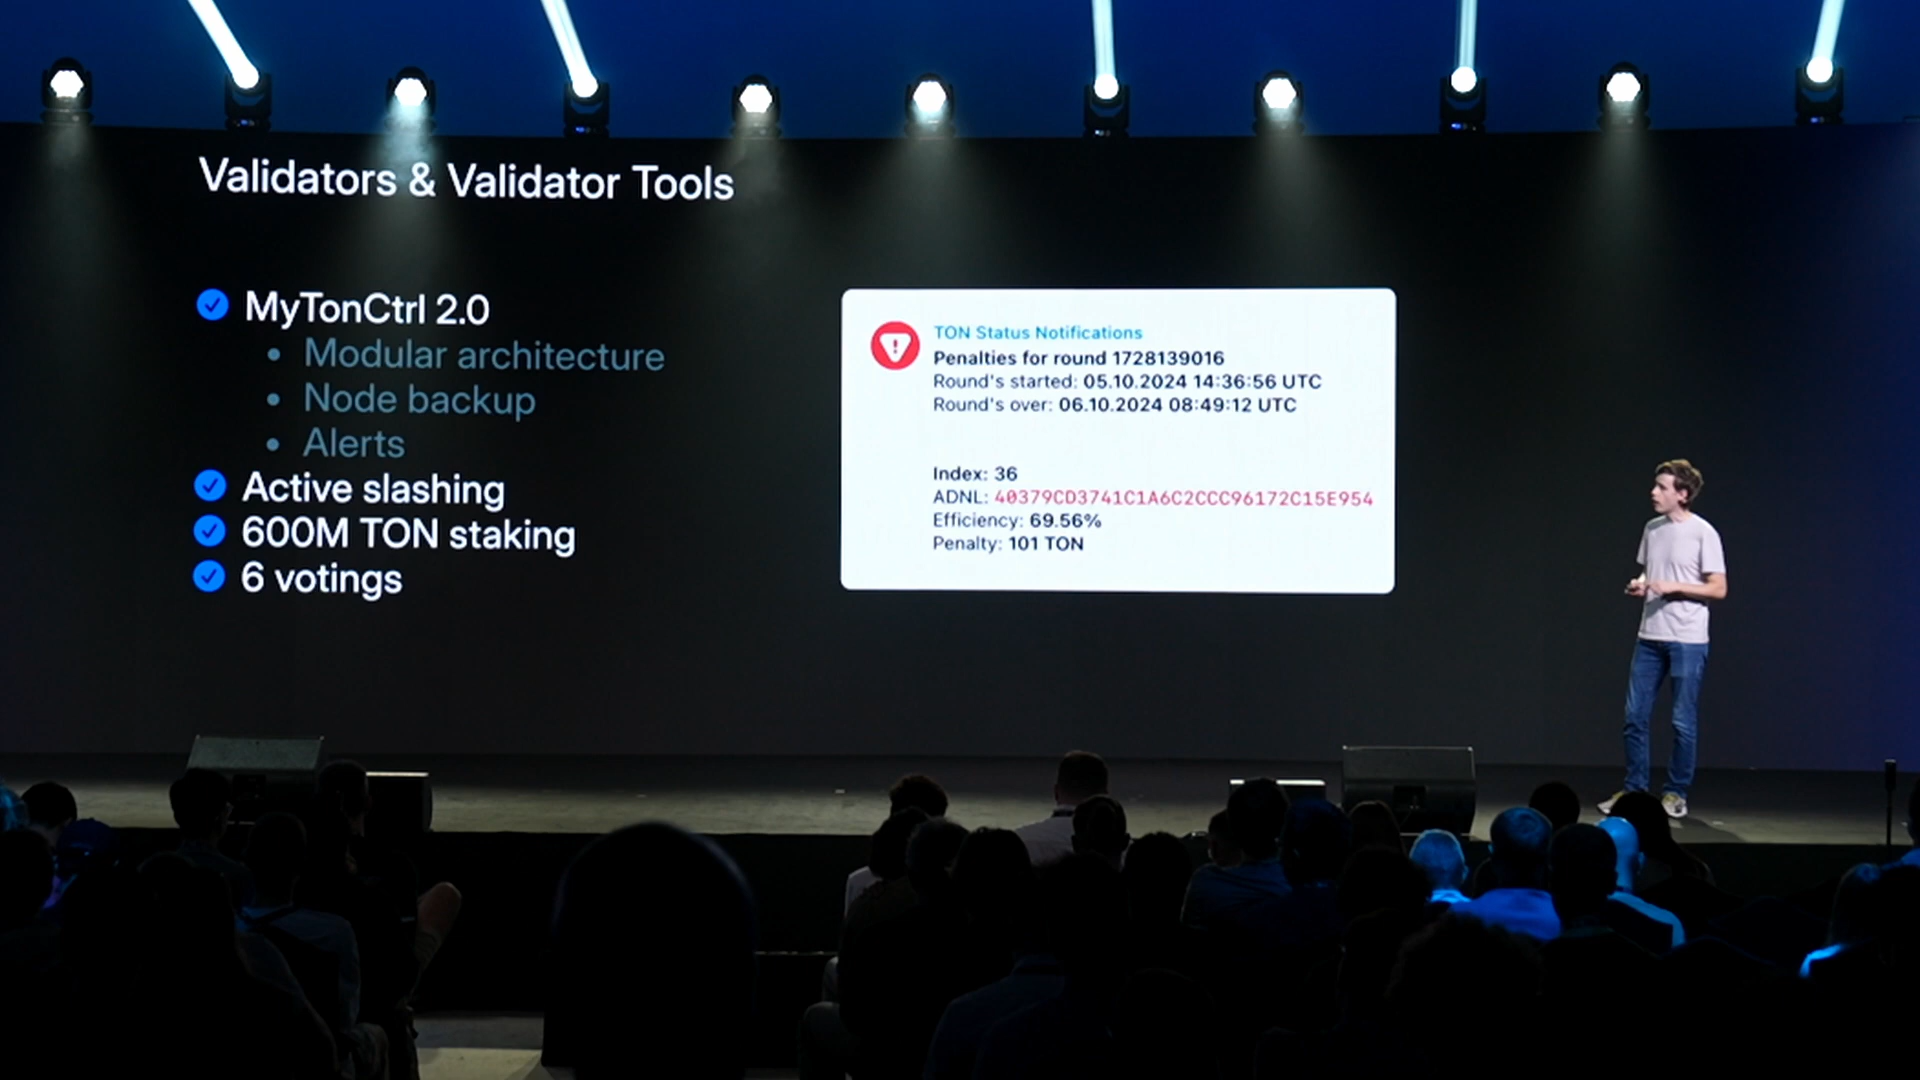 Validators & Validator Tools
MyTonCtrl 2.0
• Modular architecture
• Node backup
• Alerts
Active slashing
600M TON staking
6 votings
TON Status Notifications
Penalties for round 1728139016
Round's started: 05.10.2024 14:36:56 UTC
Round's over: 06.10.2024 08:49:12 UTC
Index: 36
ADNL: 40379CD3741C1A6C2CCC96172C15E954
Efficiency: 69.56%
Penalty: 101 TON